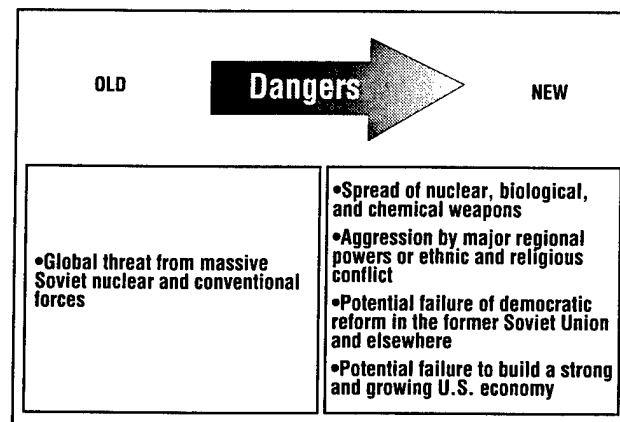 OLD
Dangers
NEW
•Global threat from massive
Soviet nuclear and conventional
forces
•Spread of nuclear, biological,
and chemical weapons
•Aggression by major regional
powers or ethnic and religious
conflict
•Potential failure of democratic
reform in the former Soviet Union
and elsewhere
•Potential failure to build a strong
and growing U.S. economy